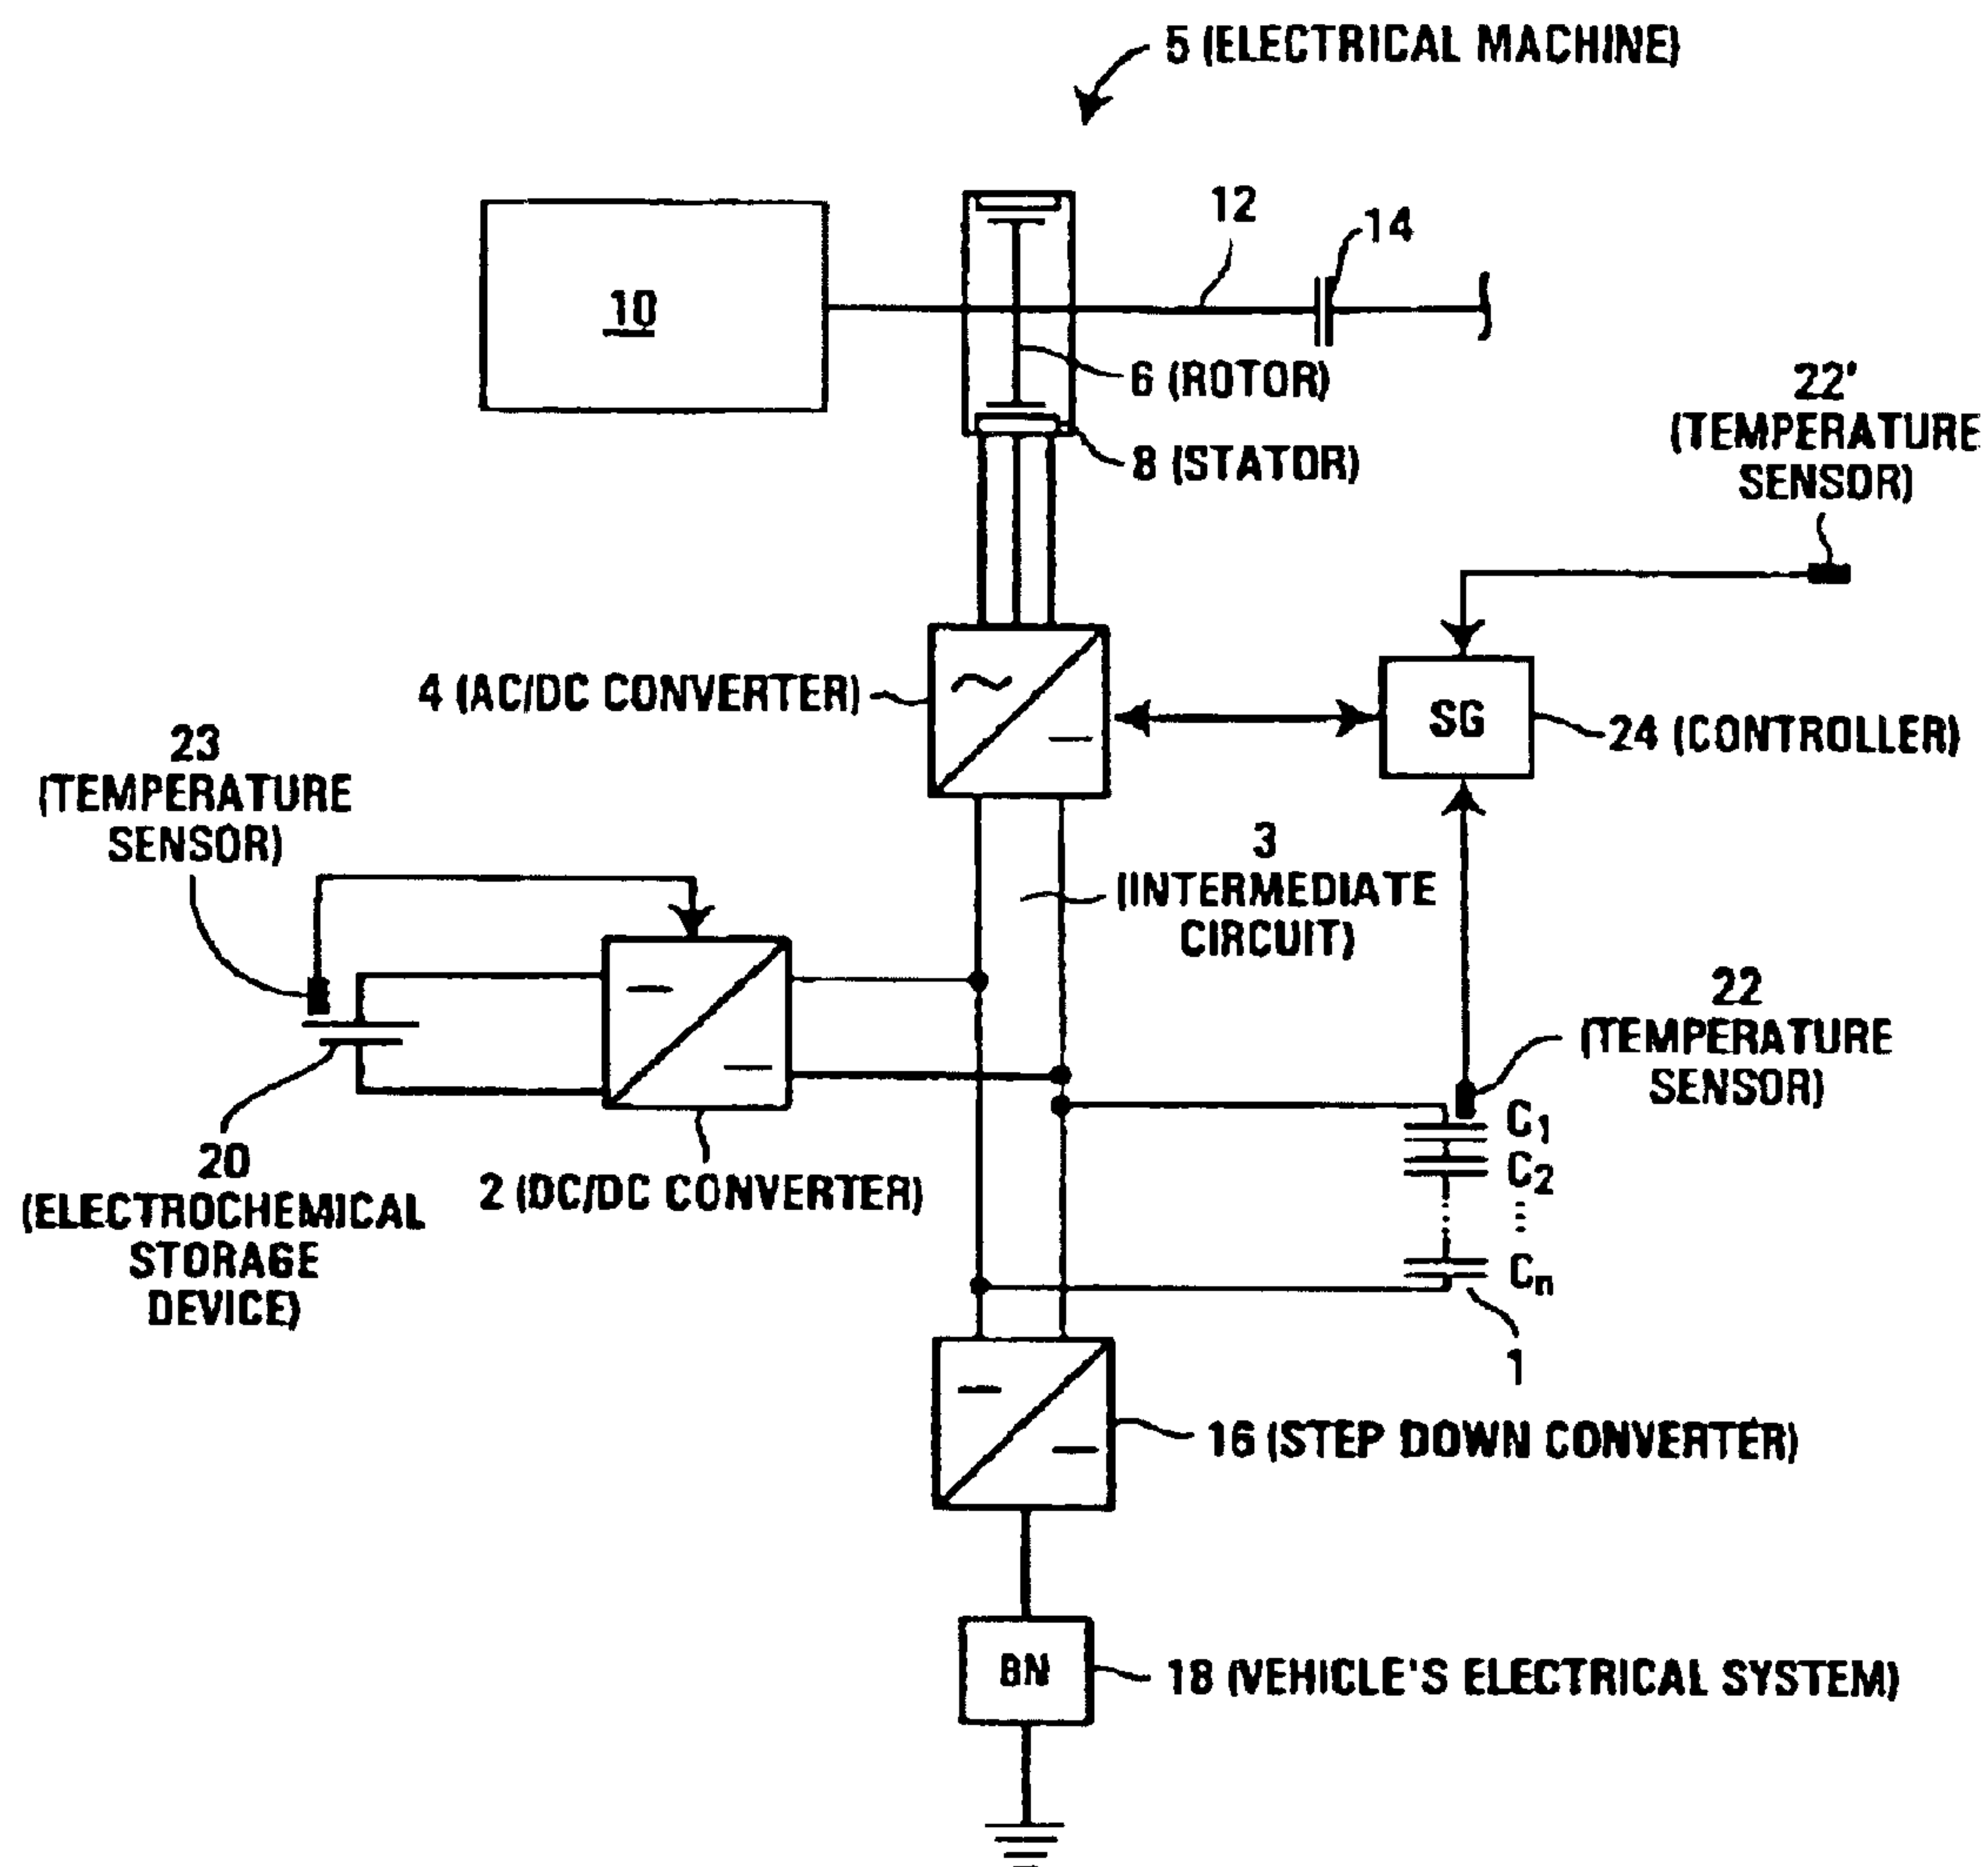 5 (ELECTRICAL MACHINE)
12
14
10
6 (ROTOR)
22'
(TEMPERATURE
SENSOR)
8 (STATOR)
4 (AC/DC CONVERTER)
SG
24 (CONTROLLER)
23
(TEMPERATURE
SENSOR)
3
(INTERMEDIATE
CIRCUIT)
22
(TEMPERATURE
SENSOR)
C1
C2
Cn
20
(ELECTROCHEMICAL
STORAGE
DEVICE)
2 (DC/DC CONVERTER)
1
16 (STEP DOWN CONVERTER)
BN
18 (VEHICLE'S ELECTRICAL SYSTEM)